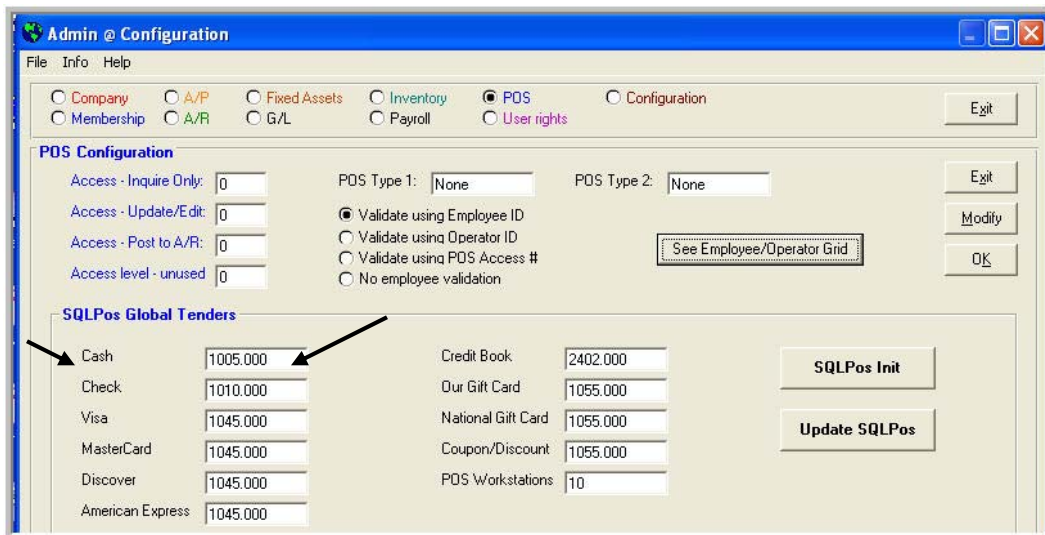 Admin @ Configuration
File Info Help
Company A/P Fixed Assets Inventory POS Configuration
Membership A/R G/L Payroll User rights
Exit
POS Configuration
Access - Inquire Only: 0 POS Type 1: None POS Type 2: None Exit
Access - Update/Edit: 0 Validate using Employee ID Modify
Access - Post to A/R: 0 Validate using Operator ID See Employee/Operator Grid
Validate using POS Access # OK
Access level - unused 0 No employee validation
SQLPos Global Tenders
Cash 1005.000 Credit Book 2402.000 SQLPos Init
Check 1010.000 Our Gift Card 1055.000
Visa 1045.000 National Gift Card 1055.000 Update SQLPos
MasterCard 1045.000 Coupon/Discount 1055.000
Discover 1045.000 POS Workstations 10
American Express 1045.000